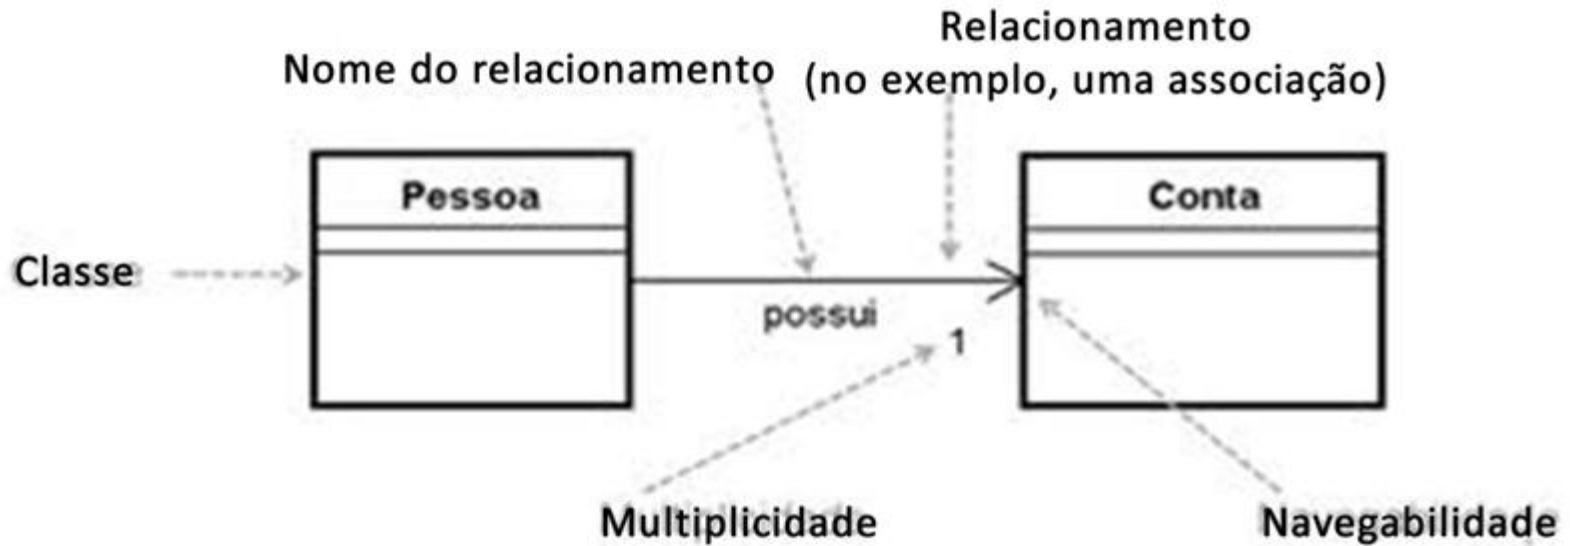 Relacionamento
Nome do relacionamento
(no exemplo, uma associação)
Pessoa
Conta
Classe
possui
1
Multiplicidade
Navegabilidade